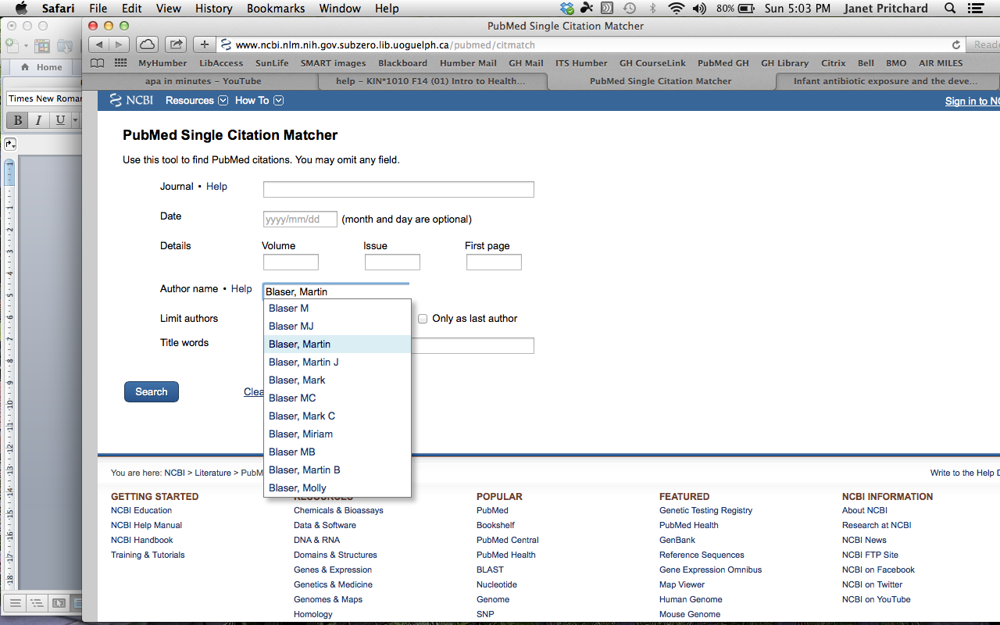 Safari File Edit View History Bookmarks Window Help 80% Sun 5:03 PM Janet Pritchard
PubMed Single Citation Matcher
www.ncbi.nlm.nih.gov.subzero.lib.uoguelph.ca/pubmed/citmatch Reade
MyHumber LibAccess SunLife SMART images Blackboard Humber Mail GH Mail ITS Humber GH CourseLink PubMed GH GH Library Citrix Bell BMO AIR MILES
apa in minutes – YouTube help – KIN*1010 F14 (01) Intro to Health... PubMed Single Citation Matcher Infant antibiotic exposure and the deve...
Home
Times New Roma
B I U
NCBI Resources How To Sign in to NC
PubMed Single Citation Matcher
Use this tool to find PubMed citations. You may omit any field.
Journal • Help
Date yyyy/mm/dd (month and day are optional)
Details Volume Issue First page
Author name • Help Blaser, Martin
Blaser M
Limit authors Only as last author
Blaser MJ
Title words Blaser, Martin
Blaser, Martin J
Blaser, Mark
Search Clea
Blaser MC
Blaser, Mark C
Blaser, Miriam
Blaser MB
Blaser, Martin B
Blaser, Molly
You are here: NCBI > Literature > PubM Write to the Help D
GETTING STARTED
NCBI Education
NCBI Help Manual
NCBI Handbook
Training & Tutorials
RESOURCES
Chemicals & Bioassays
Data & Software
DNA & RNA
Domains & Structures
Genes & Expression
Genetics & Medicine
Genomes & Maps
Homology
POPULAR
PubMed
Bookshelf
PubMed Central
PubMed Health
BLAST
Nucleotide
Genome
SNP
FEATURED
Genetic Testing Registry
PubMed Health
GenBank
Reference Sequences
Gene Expression Omnibus
Map Viewer
Human Genome
Mouse Genome
NCBI INFORMATION
About NCBI
Research at NCBI
NCBI News
NCBI FTP Site
NCBI on Facebook
NCBI on Twitter
NCBI on YouTube